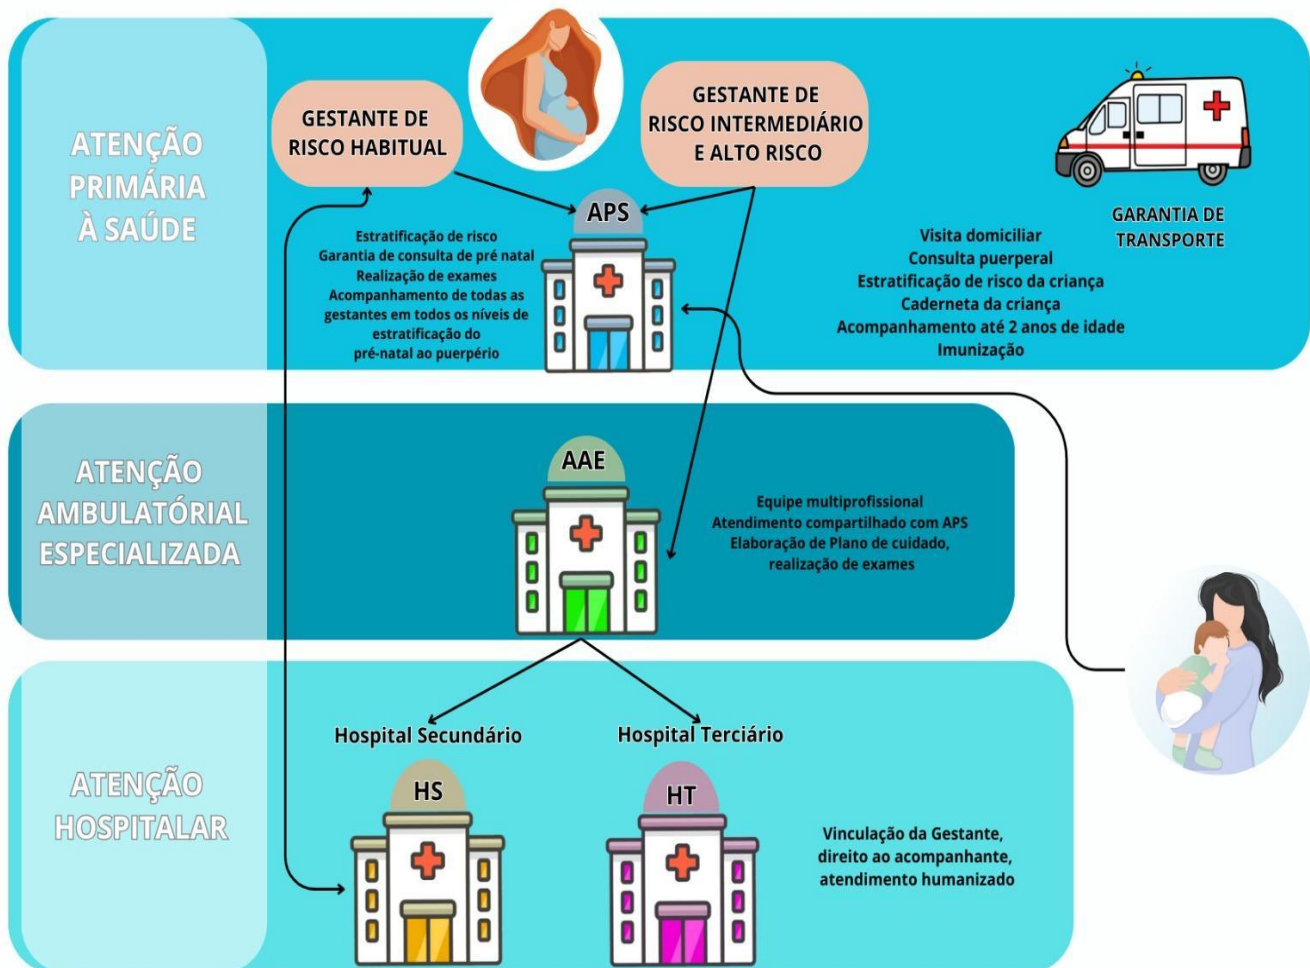 ATENÇÃO
PRIMÁRIA
À SAÚDE
GESTANTE DE
RISCO HABITUAL
GESTANTE DE
RISCO INTERMEDIÁRIO
E ALTO RISCO
APS
Estratificação de risco
Garantia de consulta de pré natal
Realização de exames
Acompanhamento de todas as
gestantes em todos os níveis de
estratificação do
pré-natal ao puerpério
Visita domiciliar
Consulta puerperal
Estratificação de risco da criança
Caderneta da criança
Acompanhamento até 2 anos de idade
Imunização
GARANTIA DE
TRANSPORTE
ATENÇÃO
AMBULATÓRIAL
ESPECIALIZADA
AAE
Equipe multiprofissional
Atendimento compartilhado com APS
Elaboração de Plano de cuidado,
realização de exames
ATENÇÃO
HOSPITALAR
Hospital Secundário
HS
Hospital Terciário
HT
Vinculação da Gestante,
direito ao acompanhante,
atendimento humanizado